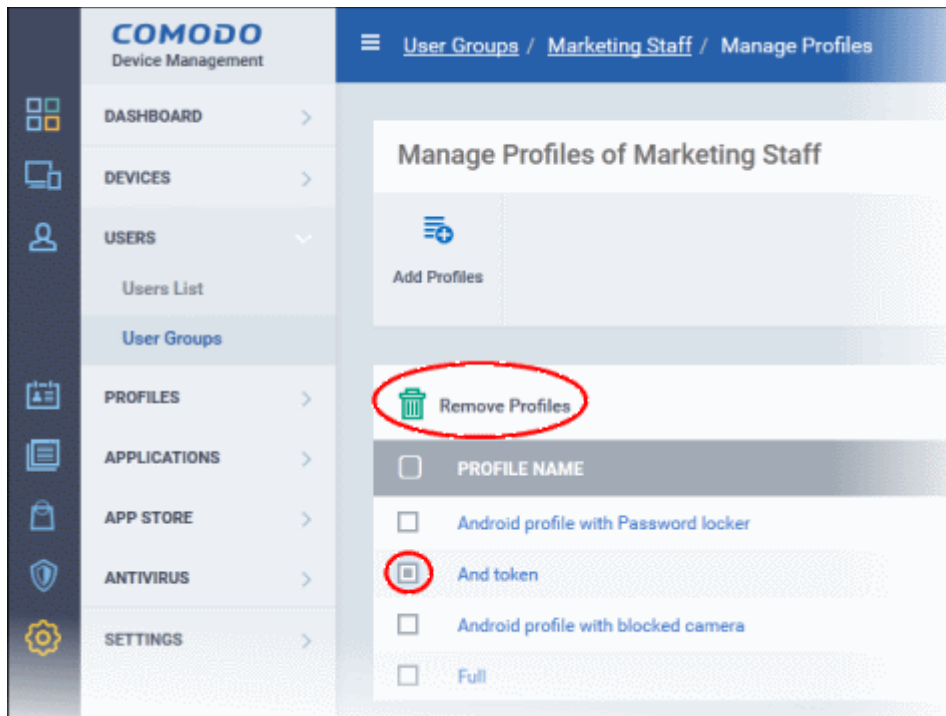 COMODO
Device Management
User Groups / Marketing Staff / Manage Profiles
DASHBOARD
DEVICES
USERS
Users List
User Groups
PROFILES
APPLICATIONS
APP STORE
ANTIVIRUS
SETTINGS
Manage Profiles of Marketing Staff
Add Profiles
Remove Profiles
PROFILE NAME
Android profile with Password locker
And token
Android profile with blocked camera
Full